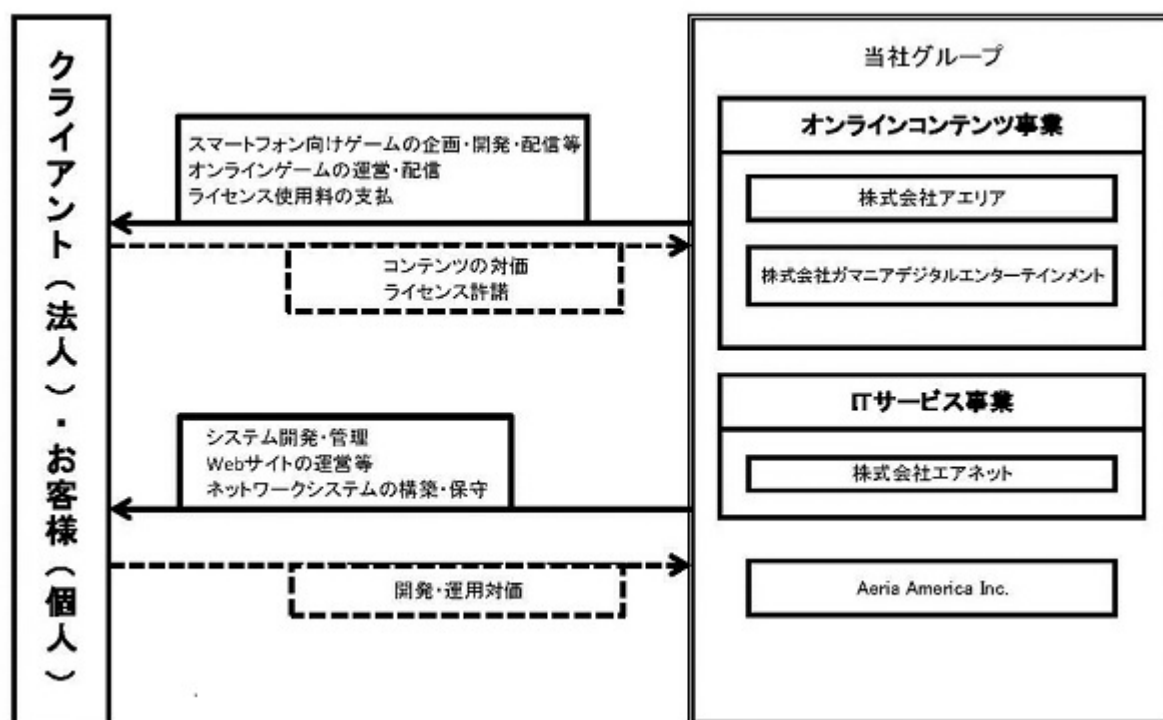 クライアント（法人）・お客様（個人）
スマートフォン向けゲームの企画・開発・配信等
オンラインゲームの運営・配信
ライセンス使用料の支払
コンテンツの対価
ライセンス許諾
システム開発・管理
Webサイトの運営等
ネットワークシステムの構築・保守
開発・運用対価
当社グループ
オンラインコンテンツ事業
株式会社アエリア
株式会社ガマニアデジタルエンターテインメント
ITサービス事業
株式会社エアネット
Aeria America Inc.